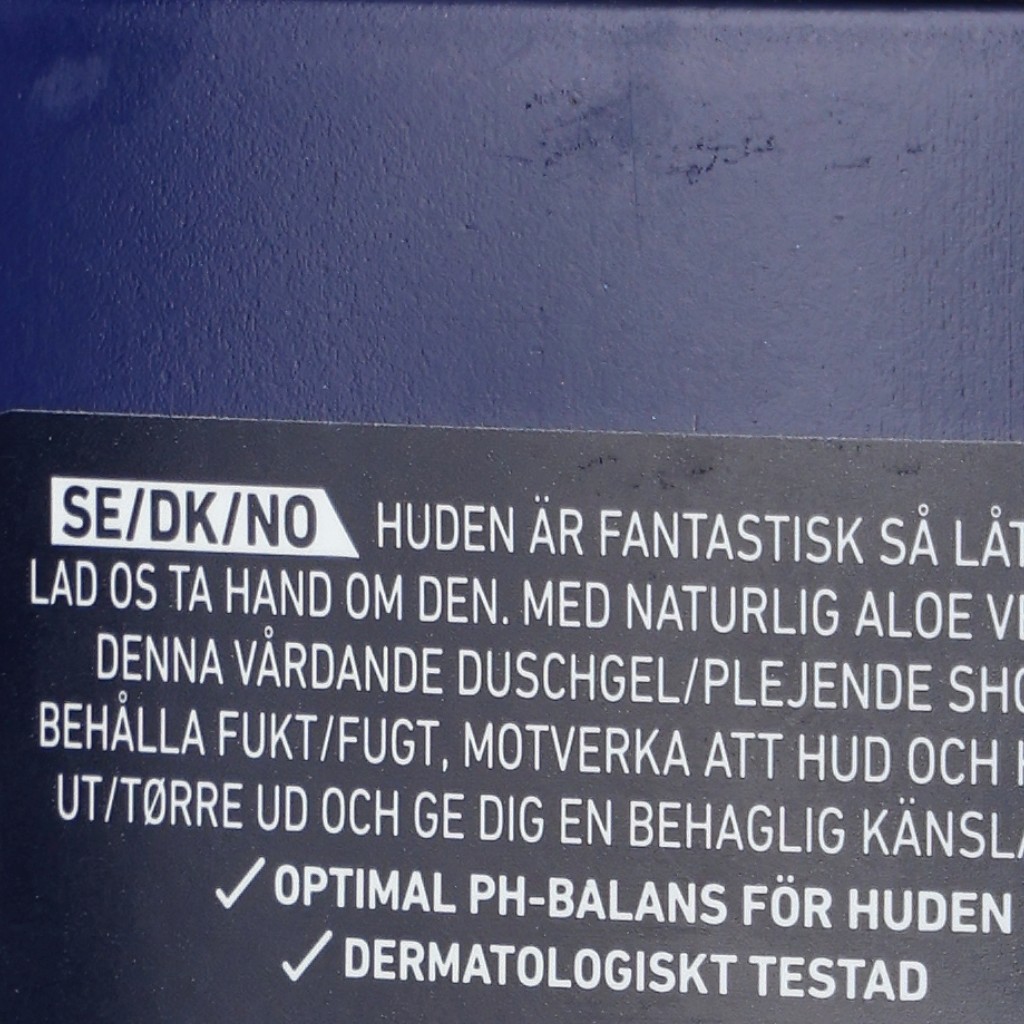 SE/DK/NO HUDEN ÄR FANTASTISK SÅ
LAD OS TA HAND OM DEN. MED NATURLIG ALOE
DENNA VÅRDANDE DUSCHGEL/PLEJENDE
BEHÅLLA FUKT/FUGT, MOTVERKA ATT HUD OCH
UT/TØRRE UD OCH GE DIG EN BEHAGLIG
✓ OPTIMAL PH-BALANS FÖR HUDEN
✓ DERMATOLOGISKT TESTAD